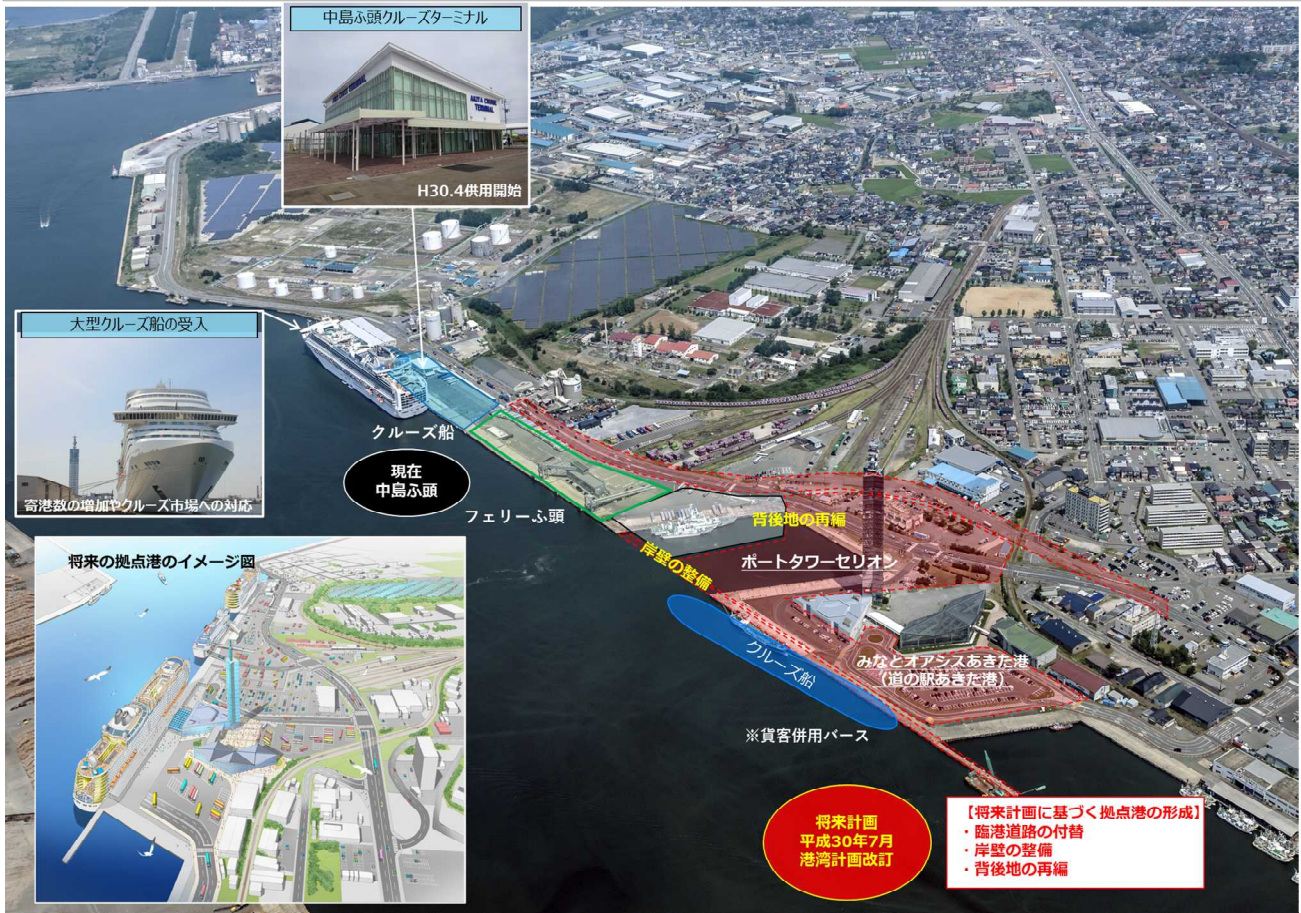 中島ふ頭クルーズターミナル
AKITA CRUISE
TERMINAL
H30.4供用開始
大型クルーズ船の受入
寄港数の増加やクルーズ市場への対応
クルーズ船
現在
中島ふ頭
フェリーふ頭
背後地の再編
岸壁の整備
ポートタワーセリオン
クルーズ船
みなとオアシスあきた港
(道の駅あきた港)
※貨客併用バース
将来の拠点港のイメージ図
将来計画
平成30年7月
港湾計画改訂
【将来計画に基づく拠点港の形成】
・臨港道路の付替
・岸壁の整備
・背後地の再編